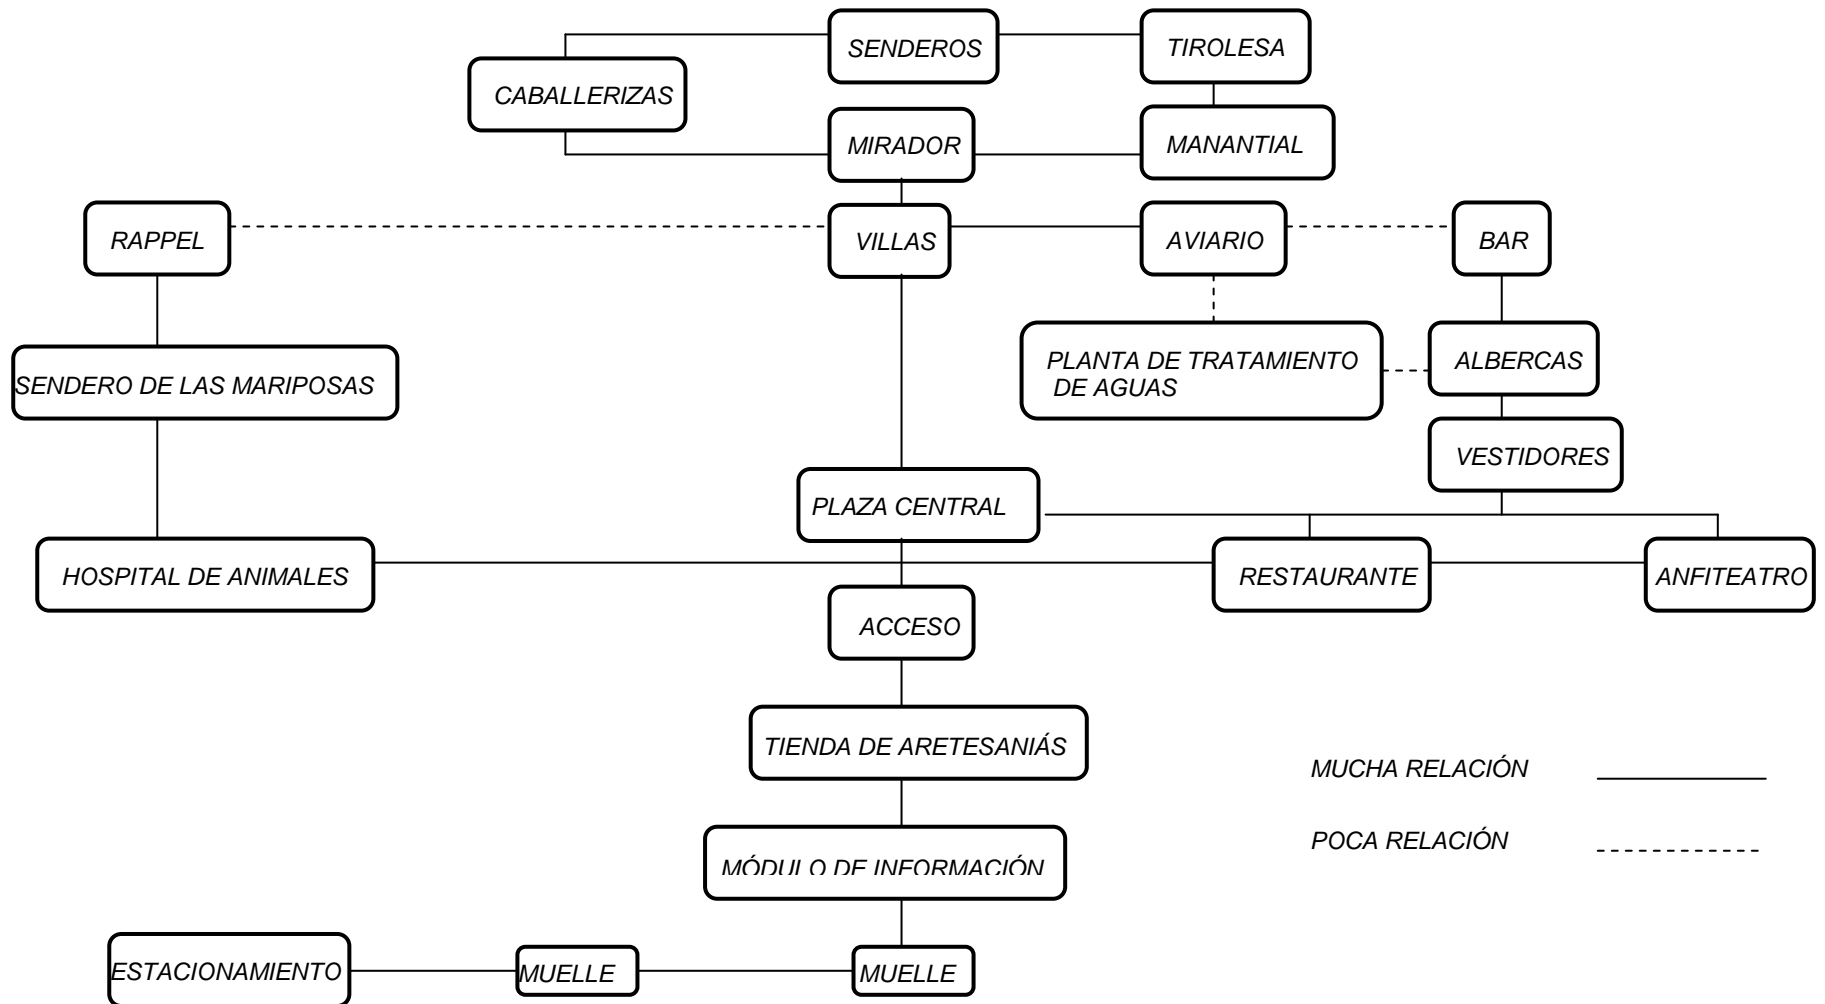 SENDEROS
TIROLESA
CABALLERIZAS
MIRADOR
MANANTIAL
RAPPEL
VILLAS
AVIARIO
BAR
PLANTA DE TRATAMIENTO
DE AGUAS
ALBERCAS
SENDERO DE LAS MARIPOSAS
VESTIDORES
PLAZA CENTRAL
HOSPITAL DE ANIMALES
RESTAURANTE
ANFITEATRO
ACCESO
TIENDA DE ARETESANIÁS
MUCHA RELACIÓN
POCA RELACIÓN
MÓDULO DE INFORMACIÓN
ESTACIONAMIENTO
MUELLE
MUELLE